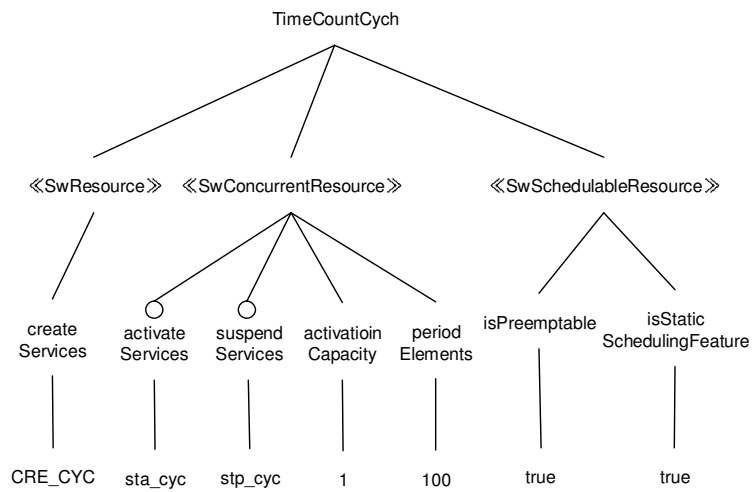 TimeCountCych
≪SwResource≫ ≪SwConcurrentResource≫ ≪SwSchedulableResource≫
create
Services
activate
Services
suspend
Services
activatioin
Capacity
period
Elements
isPreemptable
isStatic
SchedulingFeature
CRE_CYC sta_cyc stp_cyc 1 100 true true